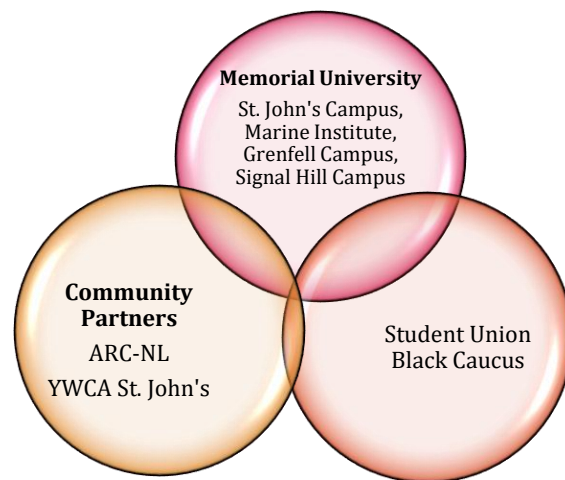 Memorial University
St. John's Campus,
Marine Institute,
Grenfell Campus,
Signal Hill Campus
Community
Partners
ARC-NL
YWCA St. John's
Student Union
Black Caucus